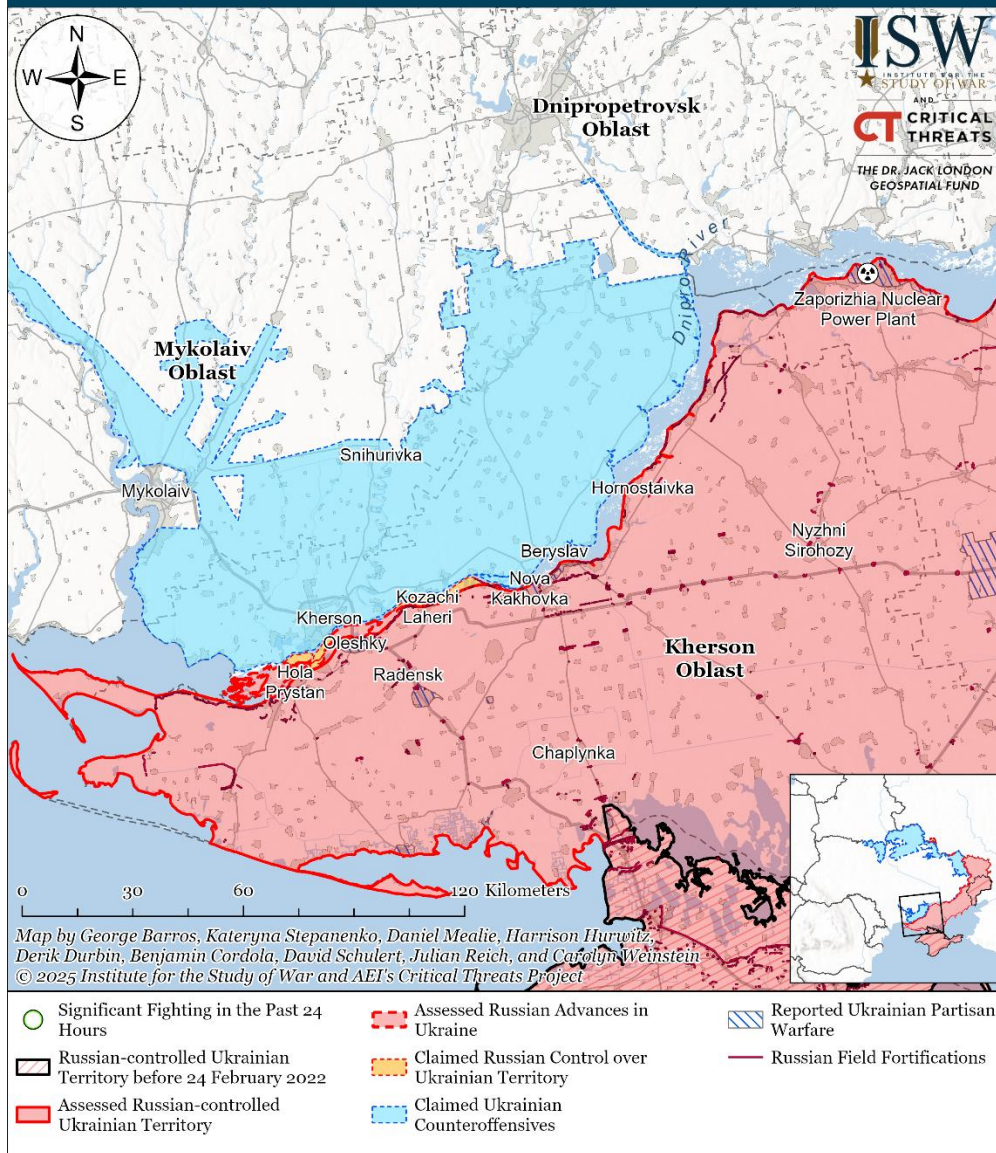 N
W E
S
ISW
INSTITUTE FOR THE
STUDY OF WAR
AND
CT CRITICAL
THREATS
THE DR. JACK LONDON
GEOSPATIAL FUND
Dnipropetrovsk
Oblast
Dnipro River
Zaporizhia Nuclear
Power Plant
Mykolaiv
Oblast
Snihurivka
Mykolaiv
Hornostaivka
Nyzhni
Sirohozy
Beryslav
Nova
Kakhovka
Kozachi
Laheri
Kherson
Oleshky
Hola
Prystan
Radensk
Kherson
Oblast
Chaplynka
0 30 60 120 Kilometers
Map by George Barros, Kateryna Stepanenko, Daniel Mealie, Harrison Hurwitz,
Derik Durbin, Benjamin Cordola, David Schulert, Julian Reich, and Carolyn Weinstein
© 2025 Institute for the Study of War and AEI's Critical Threats Project
Significant Fighting in the Past 24
Hours
Russian-controlled Ukrainian
Territory before 24 February 2022
Assessed Russian-controlled
Ukrainian Territory
Assessed Russian Advances in
Ukraine
Claimed Russian Control over
Ukrainian Territory
Claimed Ukrainian
Counteroffensives
Reported Ukrainian Partisan
Warfare
Russian Field Fortifications